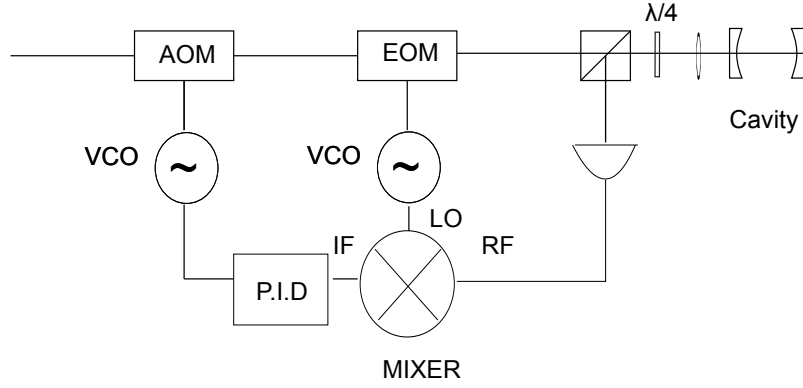 λ/4
AOM
EOM
Cavity
VCO
~
VCO
~
LO
IF
RF
P.I.D
MIXER